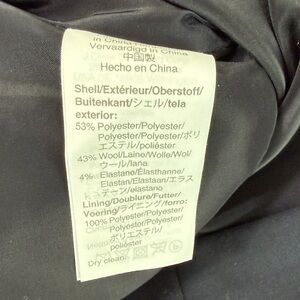 in China
Vervaardigd in China
中国製
Hecho en China
Shell/Extérieur/Oberstoff/
Buitenkant/シェル/tela
exterior:
53% Polyester/Polyester/
Polyester/Polyester/ポリ
エステル/poliéster
43% Wool/Laine/Wolle/Wol/
ウール/lana
4% Elastane/Élasthanne/
Elastan/Elastaan/エラス
チン/elastano
Lining/Doublure/Futter/
Voering/ライニング/forro:
100% Polyester/Polyester/
Polyester/Polyester/
ポリエステル/
poliéster
Dry clean